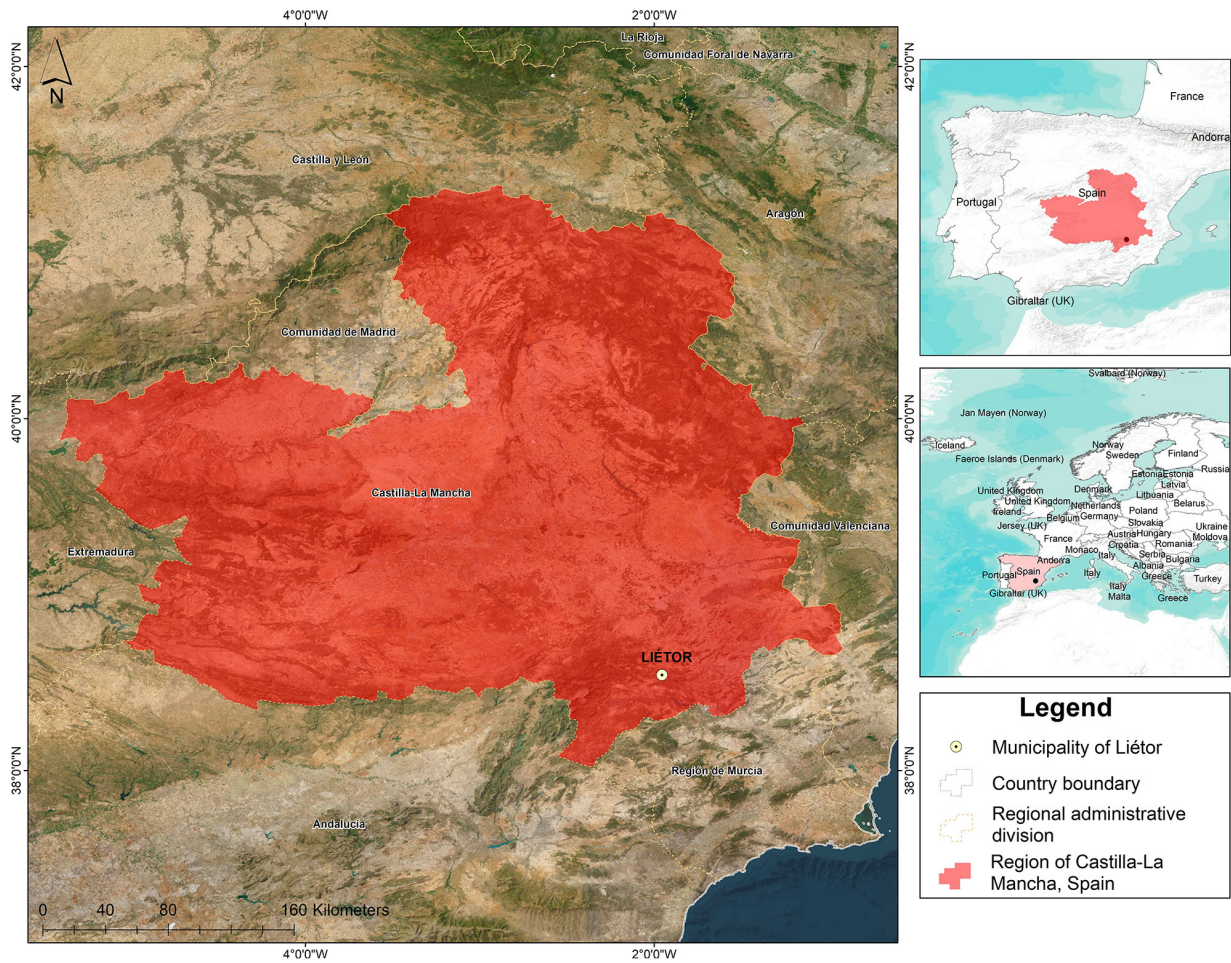 4°0'0"W
2°0'0"W
42°0'0"N
42°0'0"N
N
La Rioja
Comunidad Foral de Navarra
Castilla y León
Aragón
Comunidad de Madrid
40°0'0"N
40°0'0"N
Castilla-La Mancha
Comunidad Valenciana
Extremadura
LIÉTOR
38°0'0"N
38°0'0"N
Región de Murcia
Andalucía
0 40 80 160 Kilometers
4°0'0"W
2°0'0"W
France
Andorra
Spain
Portugal
Gibraltar (UK)
Svalbard (Norway)
Jan Mayen (Norway)
Iceland
Norway
Faeroe Islands (Denmark)
Sweden
Finland
Russia
Estonia
Estonia
Latvia
United Kingdom
Denmark
Lithuania
United Kingdom
Netherlands
Belarus
Ireland
Poland
Belgium
Germany
Jersey (UK)
Slovakia
Ukraine
France
Austria
Hungary
Moldova
Croatia
Romania
Monaco
Italy
Serbia
Bulgaria
Andorra
Albania
Portugal
Spain
Italy
Greece
Turkey
Gibraltar (UK)
Italy
Malta
Greece
Legend
Municipality of Liétor
Country boundary
Regional administrative
division
Region of Castilla-La
Mancha, Spain